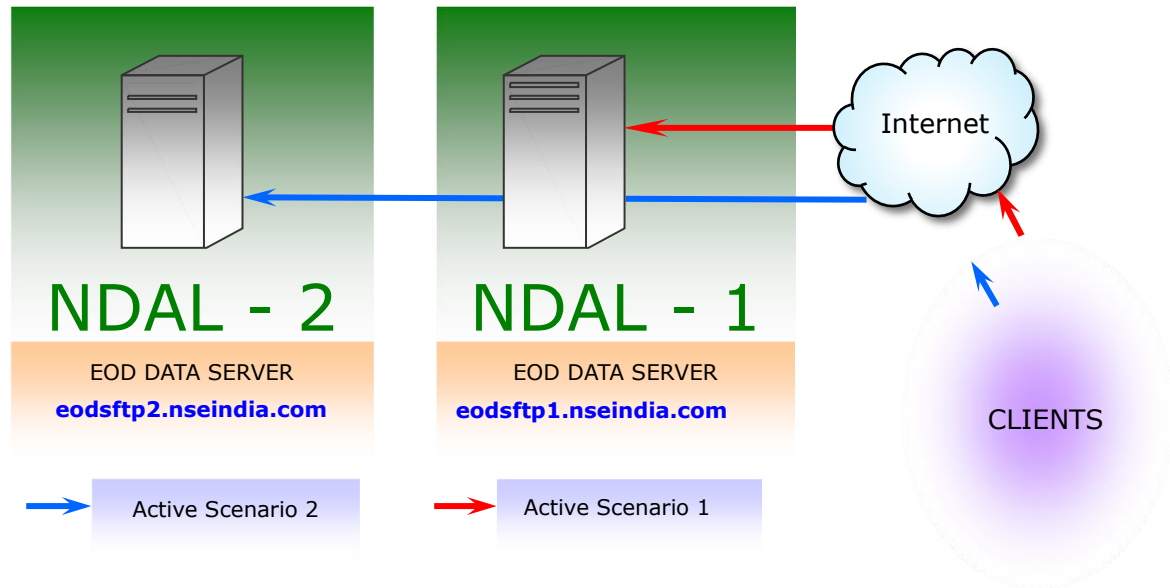 Internet
NDAL - 2
NDAL - 1
EOD DATA SERVER
eodsftp2.nseindia.com
EOD DATA SERVER
eodsftp1.nseindia.com
CLIENTS
Active Scenario 2
Active Scenario 1